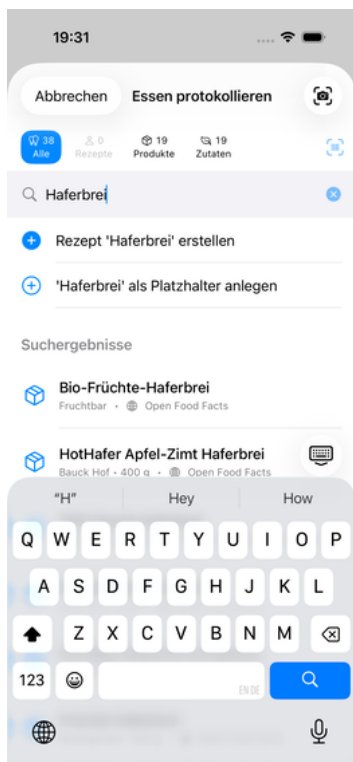 19:31
Abbrechen Essen protokollieren
38 0 19 19
Alle Rezepte Produkte Zutaten
Haferbrei
Rezept 'Haferbrei' erstellen
'Haferbrei' als Platzhalter anlegen
Suchergebnisse
Bio-Früchte-Haferbrei
Fruchtbar • Open Food Facts
HotHafer Apfel-Zimt Haferbrei
Bauck Hof • 400 g • Open Food Facts
“H” Hey How
Q W E R T Y U I O P
A S D F G H J K L
Z X C V B N M
123 EN DE